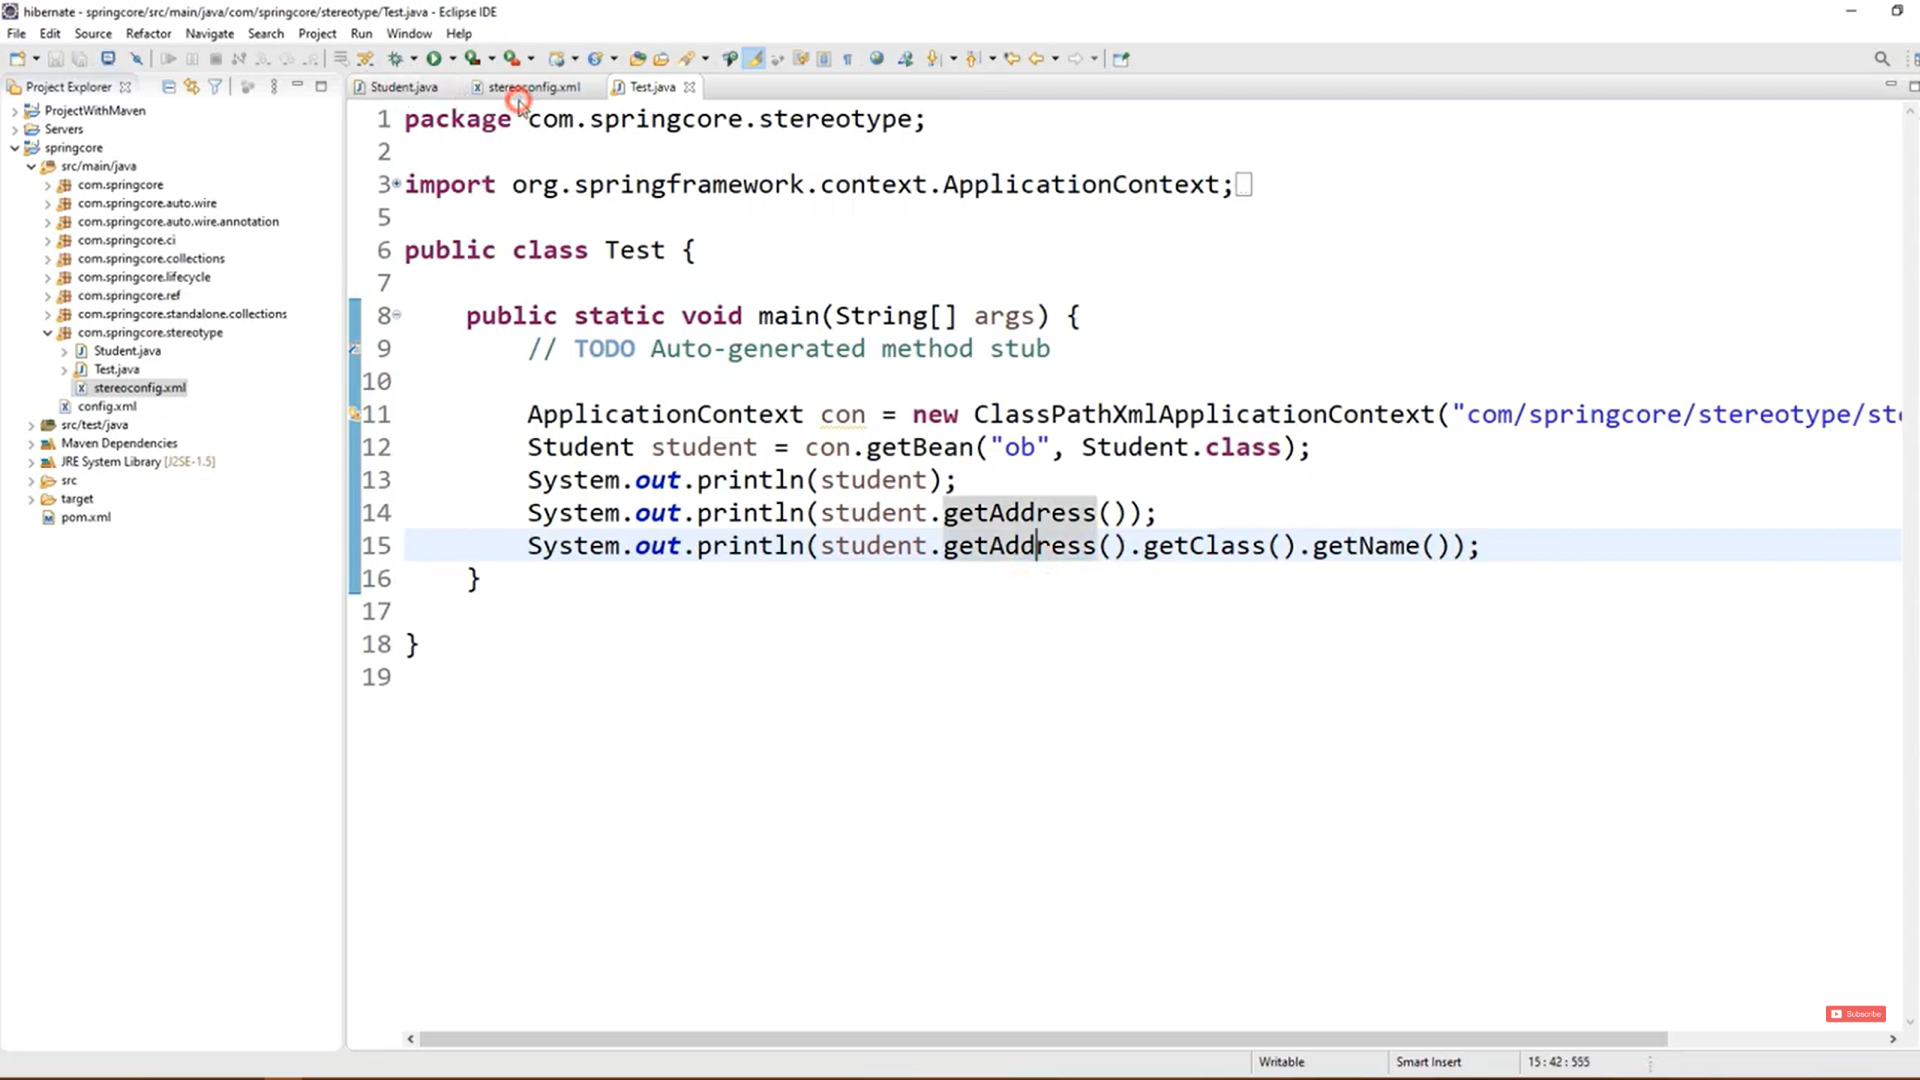 hibernate - springcore/src/main/java/com/springcore/stereotype/Test.java - Eclipse IDE
File Edit Source Refactor Navigate Search Project Run Window Help
Project Explorer
Student.java stereoconfig.xml Test.java
ProjectWithMaven
Servers
springcore
src/main/java
com.springcore
com.springcore.auto.wire
com.springcore.auto.wire.annotation
com.springcore.ci
com.springcore.collections
com.springcore.lifecycle
com.springcore.ref
com.springcore.standalone.collections
com.springcore.stereotype
Student.java
Test.java
stereoconfig.xml
config.xml
src/test/java
Maven Dependencies
JRE System Library [J2SE-1.5]
src
target
pom.xml
1 package com.springcore.stereotype;
2
3 import org.springframework.context.ApplicationContext;
5
6 public class Test {
7
8 public static void main(String[] args) {
9 // TODO Auto-generated method stub
10
11 ApplicationContext con = new ClassPathXmlApplicationContext("com/springcore/stereotype/ste
12 Student student = con.getBean("ob", Student.class);
13 System.out.println(student);
14 System.out.println(student.getAddress());
15 System.out.println(student.getAddress().getClass().getName());
16 }
17
18 }
19
Subscribe
Writable Smart Insert 15 : 42 : 555